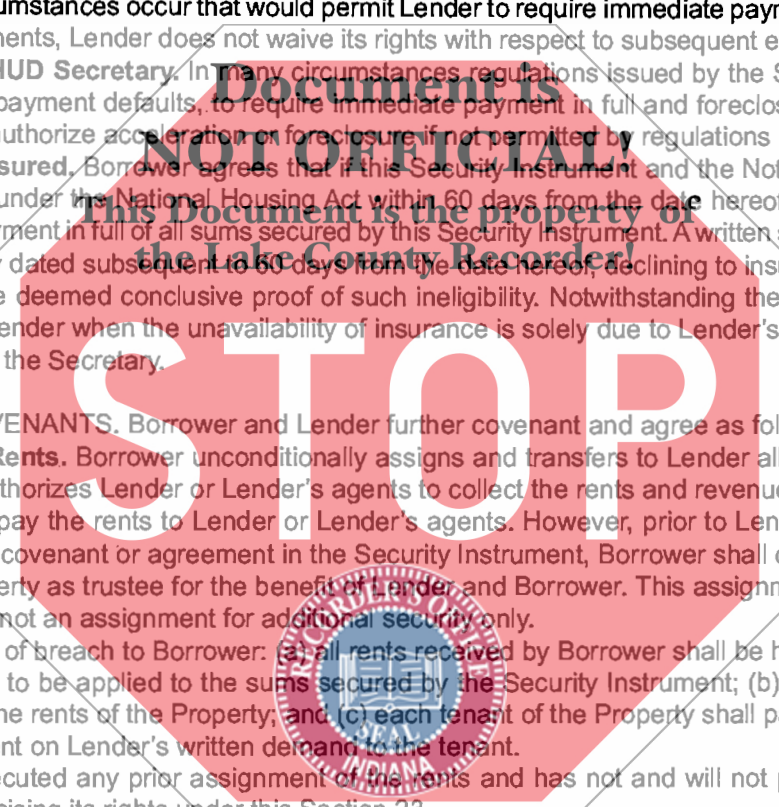 umstances occur that would permit Lender to require immediate paym
nents, Lender does not waive its rights with respect to subsequent e
HUD Secretary. In many circumstances regulations issued by the S
payment defaults, to require immediate payment in full and foreclos
authorize acceleration or foreclosure if not permitted by regulations
sured. Borrower agrees that if this Security Instrument and the Not
under the National Housing Act within 60 days from the date hereof
ment in full of all sums secured by this Security Instrument. A written
dated subsequent to 60 days from the date hereof, declining to insu
e deemed conclusive proof of such ineligibility. Notwithstanding the
ender when the unavailability of insurance is solely due to Lender's
the Secretary.
Document is
NOT OFFICIAL!
This Document is the property of
the Lake County Recorder!
STOP
VENANTS. Borrower and Lender further covenant and agree as fol
Rents. Borrower unconditionally assigns and transfers to Lender all
thorizes Lender or Lender's agents to collect the rents and revenue
pay the rents to Lender or Lender's agents. However, prior to Len
covenant or agreement in the Security Instrument, Borrower shall c
erty as trustee for the benefit of Lender and Borrower. This assignm
not an assignment for additional security only.
of breach to Borrower: (a) all rents received by Borrower shall be h
to be applied to the sums secured by the Security Instrument; (b)
he rents of the Property; and (c) each tenant of the Property shall pa
nt on Lender's written demand to the tenant.
ecuted any prior assignment of the rents and has not and will not
cising its rights under this Section 23.
RECORDER'S OFFICE
SEAL
INDIANA